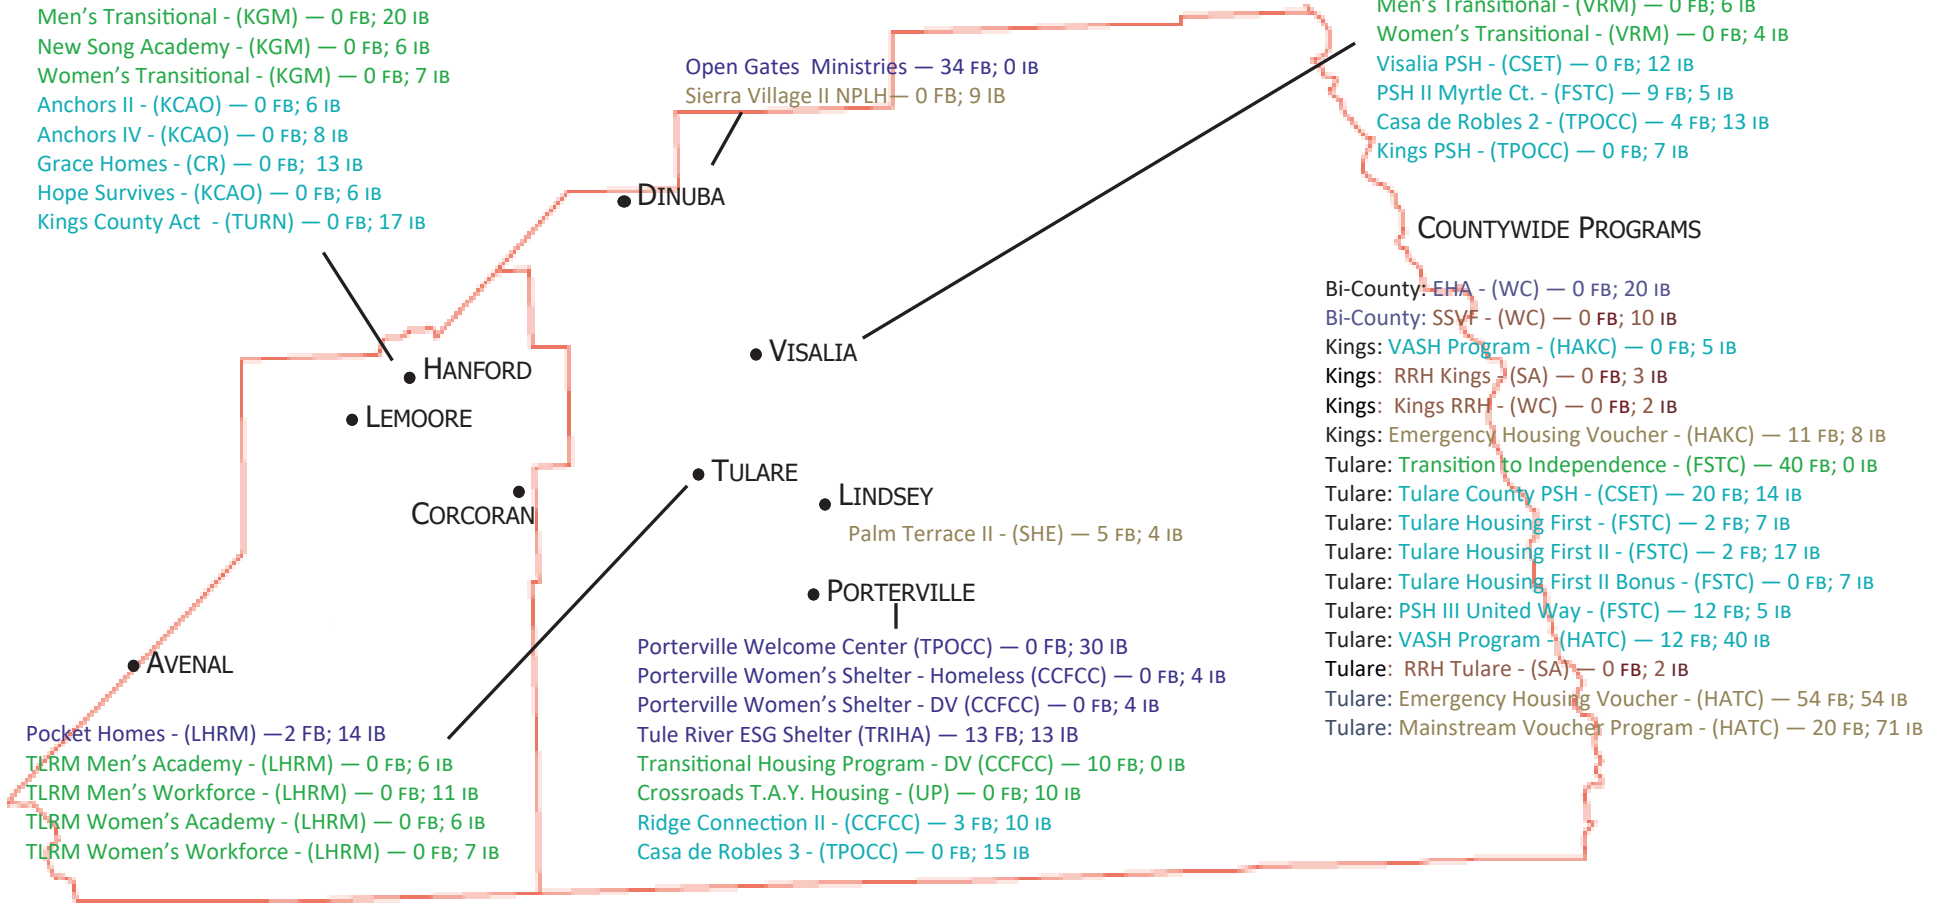 Men's Transitional - (KGM) — 0 FB; 20 IB
New Song Academy - (KGM) — 0 FB; 6 IB
Women's Transitional - (KGM) — 0 FB; 7 IB
Anchors II - (KCAO) — 0 FB; 6 IB
Anchors IV - (KCAO) — 0 FB; 8 IB
Grace Homes - (CR) — 0 FB;  13 IB
Hope Survives - (KCAO) — 0 FB; 6 IB
Kings County Act  - (TURN) — 0 FB; 17 IB
Open Gates  Ministries — 34 FB; 0 IB
Sierra Village II NPLH— 0 FB; 9 IB
Men's Transitional - (VRM) — 0 FB; 6 IB
Women's Transitional - (VRM) — 0 FB; 4 IB
Visalia PSH - (CSET) — 0 FB; 12 IB
PSH II Myrtle Ct. - (FSTC) — 9 FB; 5 IB
Casa de Robles 2 - (TPOCC) — 4 FB; 13 IB
Kings PSH - (TPOCC) — 0 FB; 7 IB
DINUBA
VISALIA
HANFORD
LEMOORE
TULARE
LINDSEY
CORCORAN
Palm Terrace II - (SHE) — 5 FB; 4 IB
PORTERVILLE
AVENAL
COUNTYWIDE PROGRAMS
Bi-County: EHA - (WC) — 0 FB; 20 IB
Bi-County: SSVF - (WC) — 0 FB; 10 IB
Kings: VASH Program - (HAKC) — 0 FB; 5 IB
Kings:  RRH Kings - (SA) — 0 FB; 3 IB
Kings:  Kings RRH - (WC) — 0 FB; 2 IB
Kings: Emergency Housing Voucher - (HAKC) — 11 FB; 8 IB
Tulare: Transition to Independence - (FSTC) — 40 FB; 0 IB
Tulare: Tulare County PSH - (CSET) — 20 FB; 14 IB
Tulare: Tulare Housing First - (FSTC) — 2 FB; 7 IB
Tulare: Tulare Housing First II - (FSTC) — 2 FB; 17 IB
Tulare: Tulare Housing First II Bonus - (FSTC) — 0 FB; 7 IB
Tulare: PSH III United Way - (FSTC) — 12 FB; 5 IB
Tulare: VASH Program - (HATC) — 12 FB; 40 IB
Tulare:  RRH Tulare - (SA) — 0 FB; 2 IB
Tulare: Emergency Housing Voucher - (HATC) — 54 FB; 54 IB
Tulare: Mainstream Voucher Program - (HATC) — 20 FB; 71 IB
Pocket Homes - (LHRM) —2 FB; 14 IB
TLRM Men's Academy - (LHRM) — 0 FB; 6 IB
TLRM Men's Workforce - (LHRM) — 0 FB; 11 IB
TLRM Women's Academy - (LHRM) — 0 FB; 6 IB
TLRM Women's Workforce - (LHRM) — 0 FB; 7 IB
Porterville Welcome Center (TPOCC) — 0 FB; 30 IB
Porterville Women's Shelter - Homeless (CCFCC) — 0 FB; 4 IB
Porterville Women's Shelter - DV (CCFCC) — 0 FB; 4 IB
Tule River ESG Shelter (TRIHA) — 13 FB; 13 IB
Transitional Housing Program - DV (CCFCC) — 10 FB; 0 IB
Crossroads T.A.Y. Housing - (UP) — 0 FB; 10 IB
Ridge Connection II - (CCFCC) — 3 FB; 10 IB
Casa de Robles 3 - (TPOCC) — 0 FB; 15 IB